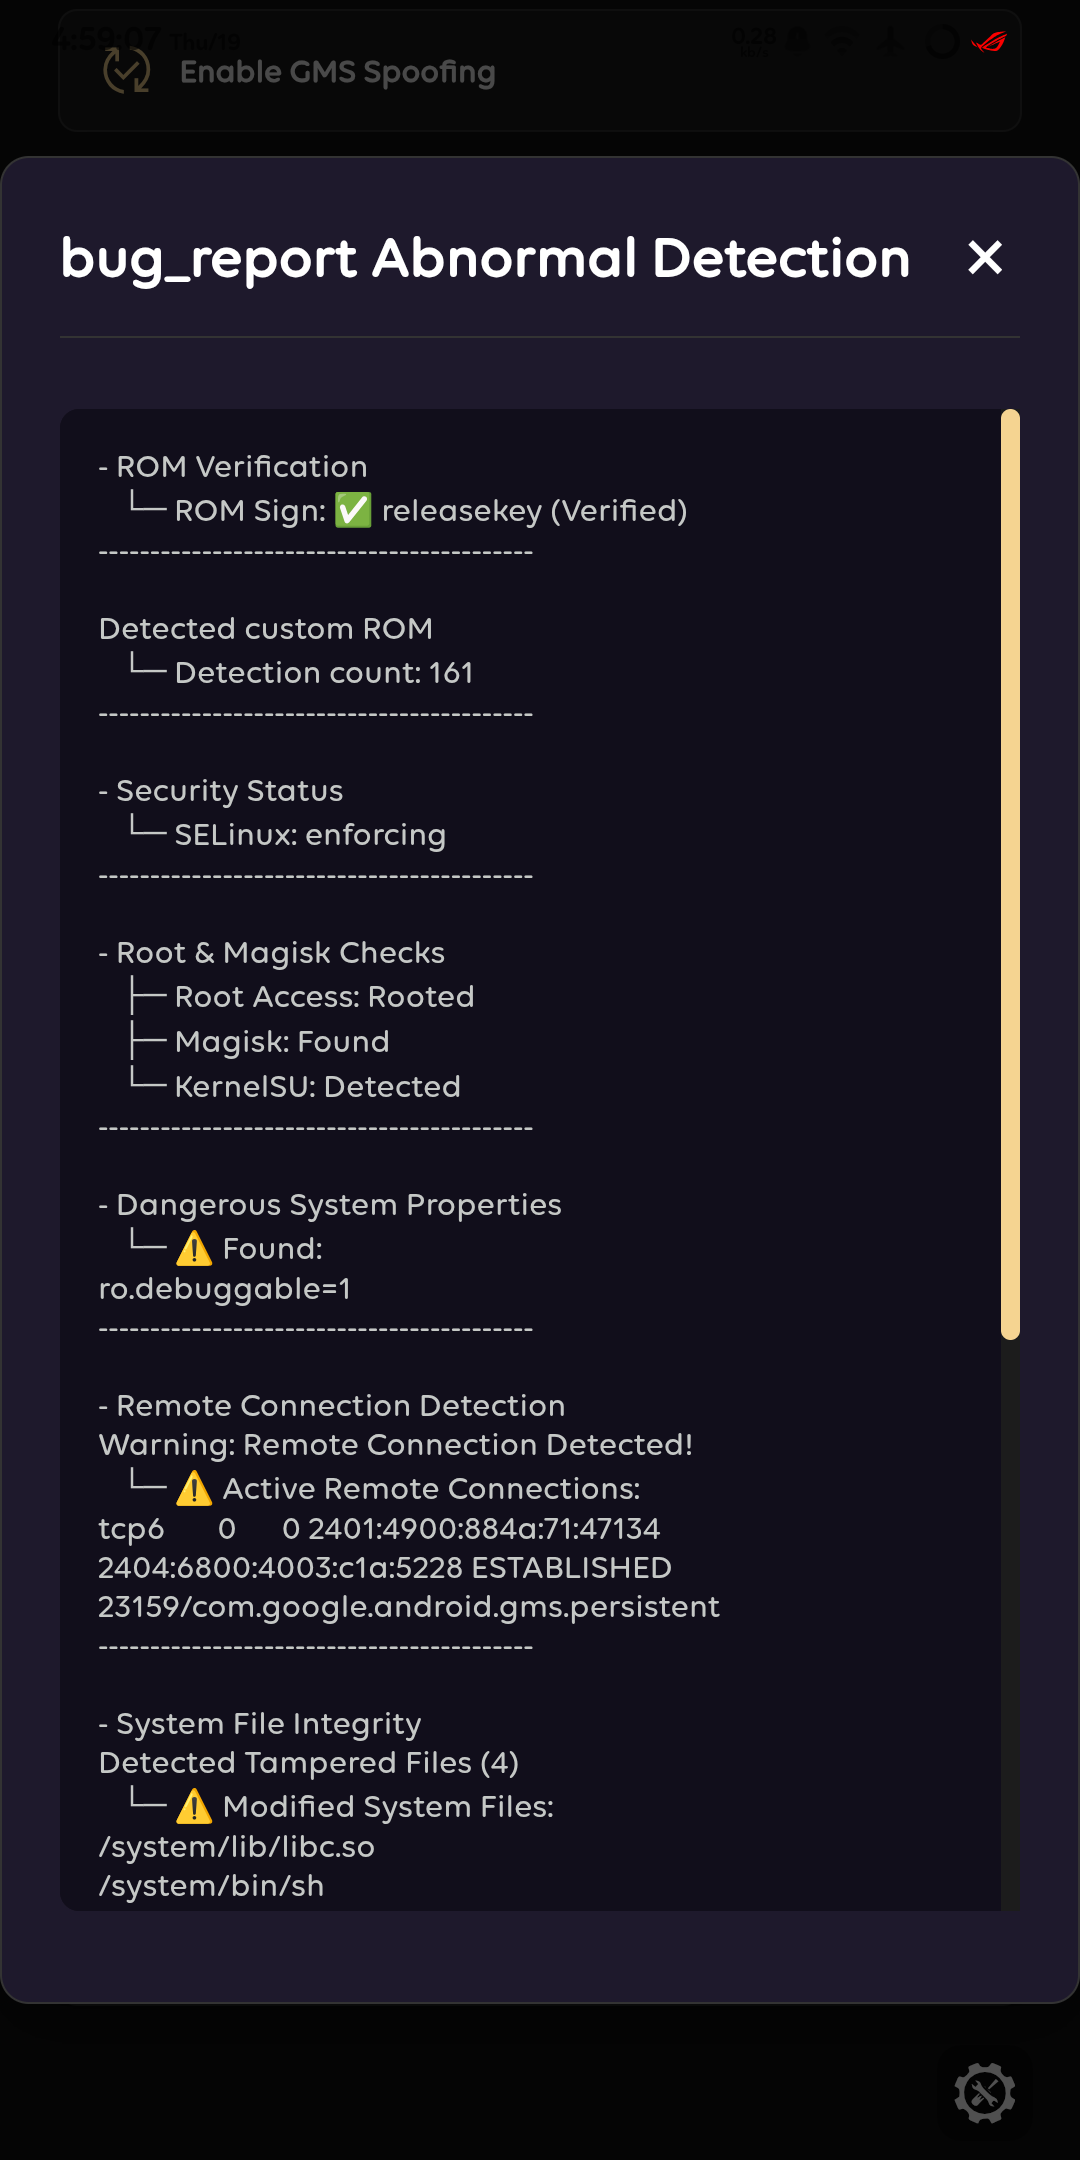 4:59:07 Thu/19
0.28
Enable GMS Spoofing
bug_report Abnormal Detection ✕
- ROM Verification
└─ ROM Sign: ✅ releasekey (Verified)
------------------------------------------
Detected custom ROM
└─ Detection count: 161
------------------------------------------
- Security Status
└─ SELinux: enforcing
------------------------------------------
- Root & Magisk Checks
├─ Root Access: Rooted
├─ Magisk: Found
└─ KernelSU: Detected
------------------------------------------
- Dangerous System Properties
└─ ⚠️ Found:
ro.debuggable=1
------------------------------------------
- Remote Connection Detection
Warning: Remote Connection Detected!
└─ ⚠️ Active Remote Connections:
tcp6 0 0 2401:4900:884a:71:47134
2404:6800:4003:c1a:5228 ESTABLISHED
23159/com.google.android.gms.persistent
------------------------------------------
- System File Integrity
Detected Tampered Files (4)
└─ ⚠️ Modified System Files:
/system/lib/libc.so
/system/bin/sh